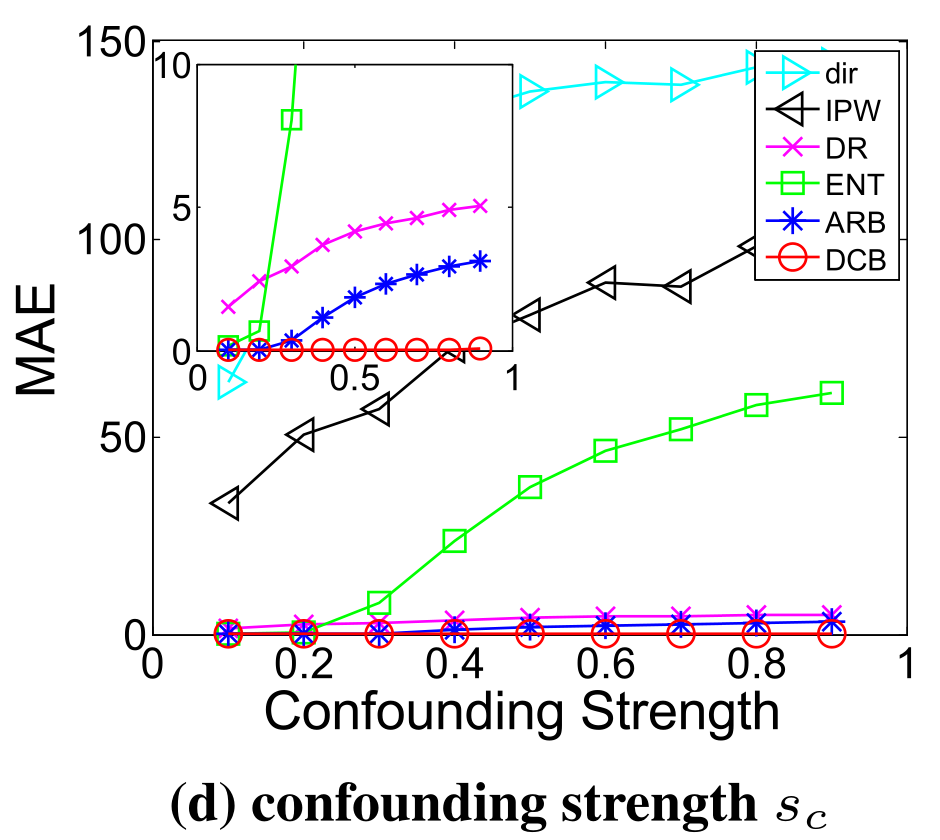 150
100
50
0
MAE
10
5
0
0 0.5 1
dir
IPW
DR
ENT
ARB
DCB
0 0.2 0.4 0.6 0.8 1
Confounding Strength
(d) confounding strength s_c